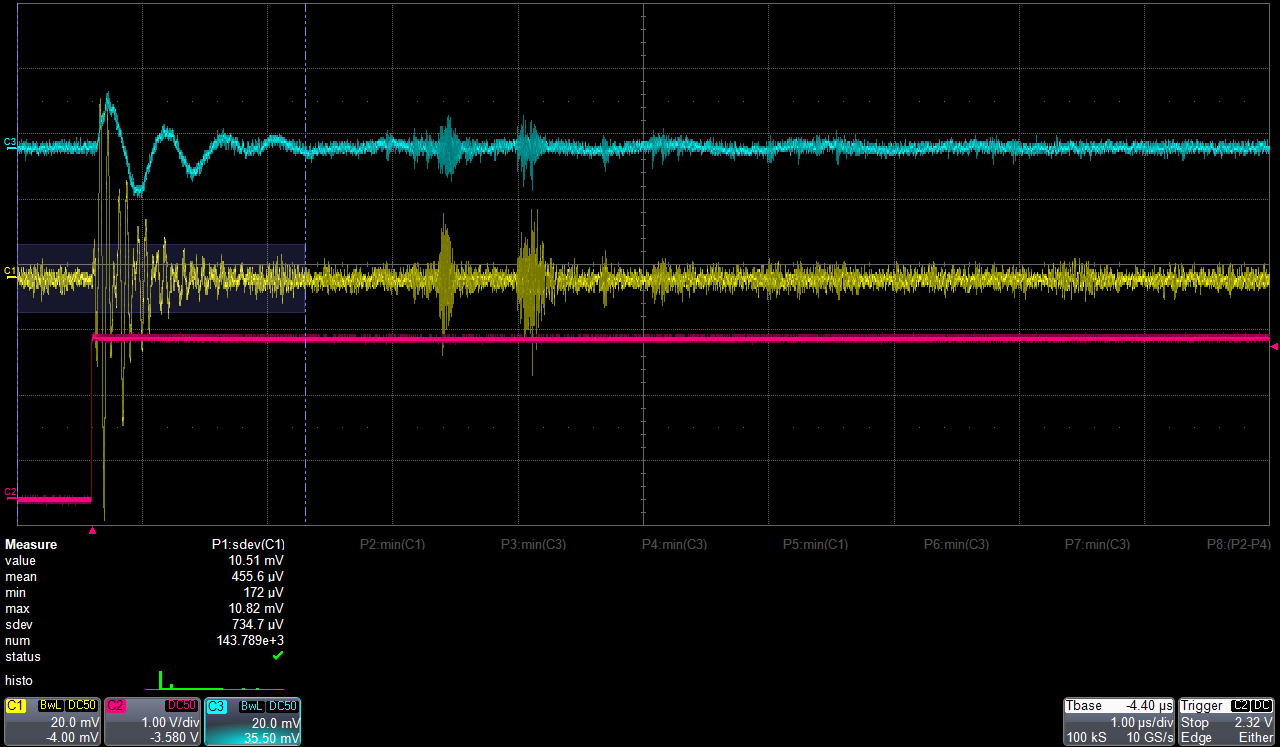 C3
C1
C2
Measure P1:sdev(C1) P2:min(C1) P3:min(C3) P4:min(C3) P5:min(C1) P6:min(C3) P7:min(C3) P8:(P2-P4)
value 10.51 mV
mean 455.6 µV
min 172 µV
max 10.82 mV
sdev 734.7 µV
num 143.789e+3
status
histo
C1 BwL DC50 C2 DC50 C3 BwL DC50 Tbase -4.40 µs Trigger C2 DC
20.0 mV 1.00 V/div 20.0 mV 1.00 µs/div Stop 2.32 V
-4.00 mV -3.580 V 35.50 mV 100 kS 10 GS/s Edge Either